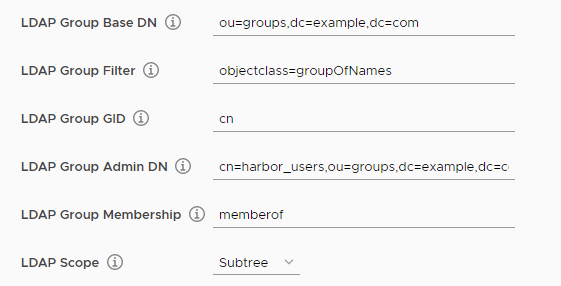 LDAP Group Base DN ou=groups,dc=example,dc=com
LDAP Group Filter objectclass=groupOfNames
LDAP Group GID cn
LDAP Group Admin DN cn=harbor_users,ou=groups,dc=example,dc=c
LDAP Group Membership memberof
LDAP Scope Subtree